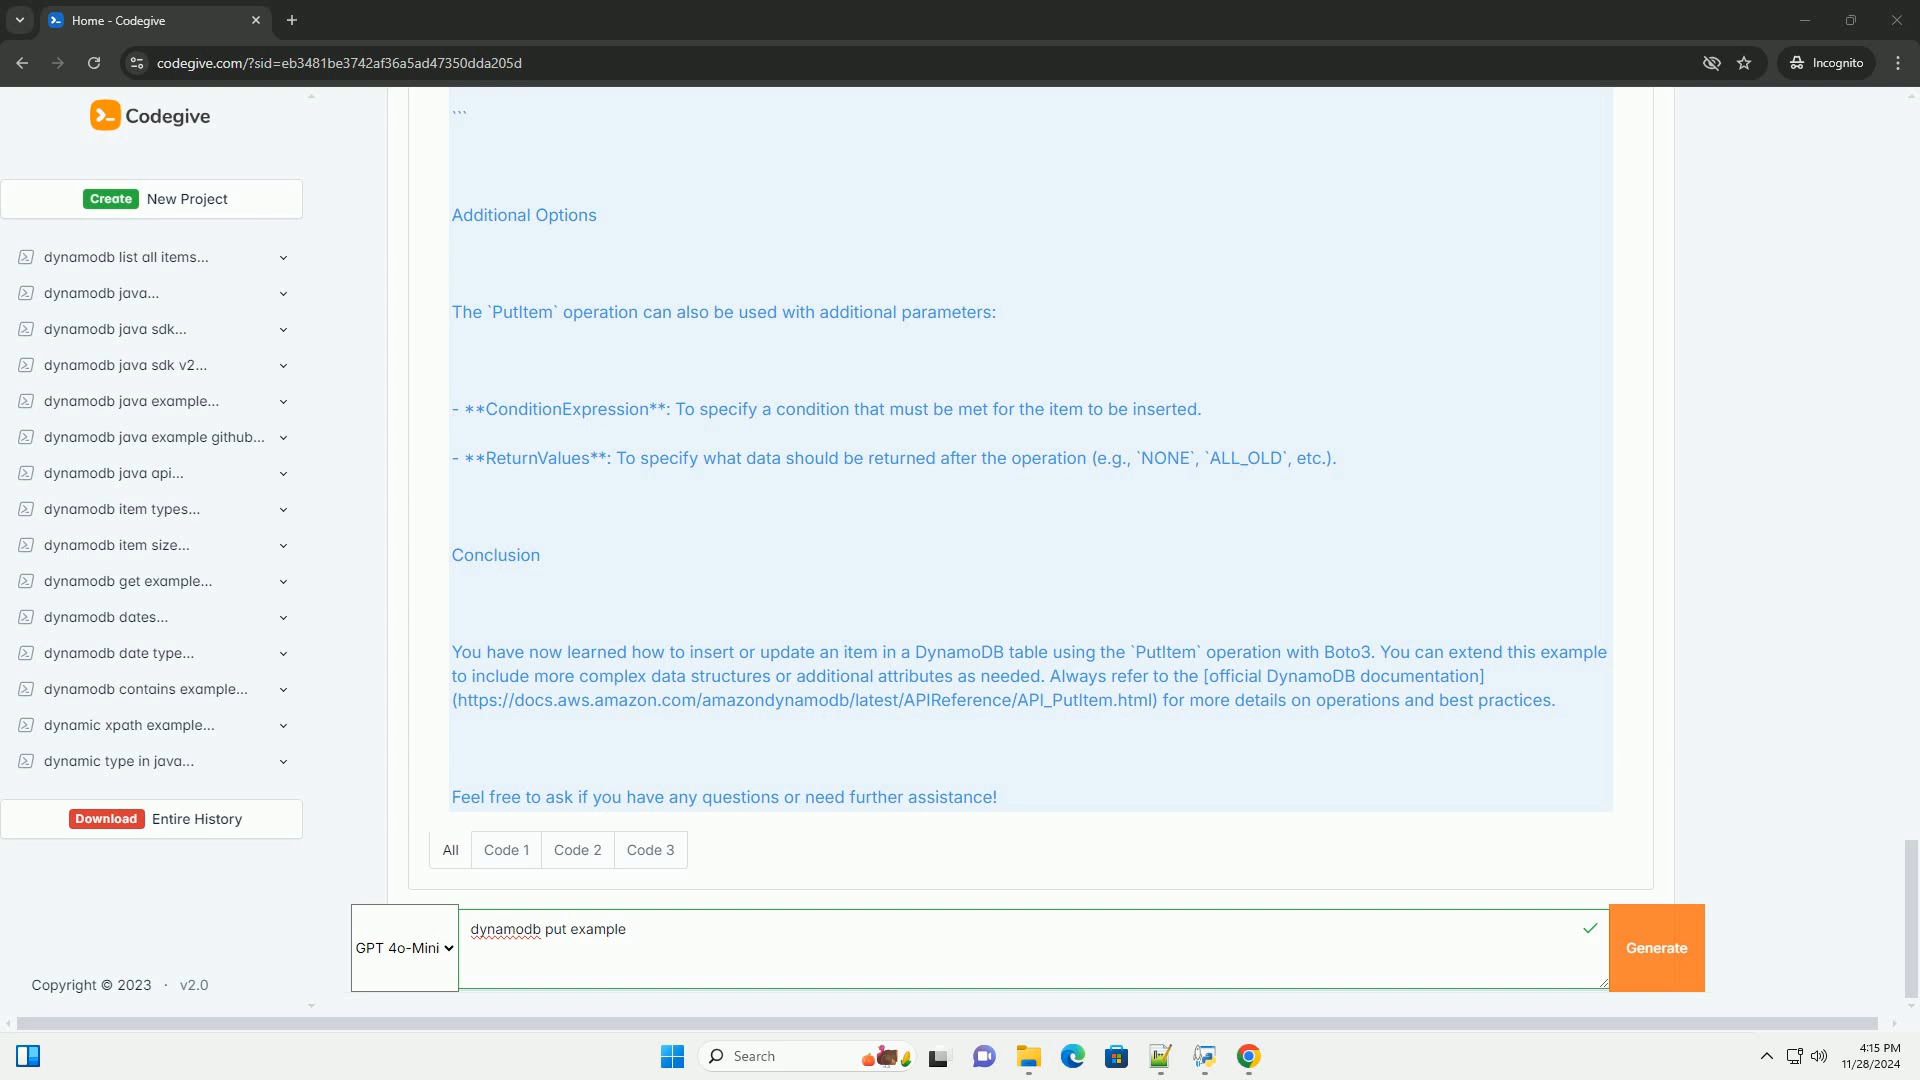 Home - Codegive
codegive.com/?sid=eb3481be3742af36a5ad47350dda205d
Incognito
Codegive
Create New Project
dynamodb list all items...
dynamodb java...
dynamodb java sdk...
dynamodb java sdk v2...
dynamodb java example...
dynamodb java example github...
dynamodb java api...
dynamodb item types...
dynamodb item size...
dynamodb get example...
dynamodb dates...
dynamodb date type...
dynamodb contains example...
dynamic xpath example...
dynamic type in java...
Download Entire History
Copyright © 2023 · v2.0
```
Additional Options
The `PutItem` operation can also be used with additional parameters:
- **ConditionExpression**: To specify a condition that must be met for the item to be inserted.
- **ReturnValues**: To specify what data should be returned after the operation (e.g., `NONE`, `ALL_OLD`, etc.).
Conclusion
You have now learned how to insert or update an item in a DynamoDB table using the `PutItem` operation with Boto3. You can extend this example
to include more complex data structures or additional attributes as needed. Always refer to the [official DynamoDB documentation]
(https://docs.aws.amazon.com/amazondynamodb/latest/APIReference/API_PutItem.html) for more details on operations and best practices.
Feel free to ask if you have any questions or need further assistance!
All Code 1 Code 2 Code 3
GPT 4o-Mini
dynamodb put example
Generate
Search
4:15 PM
11/28/2024